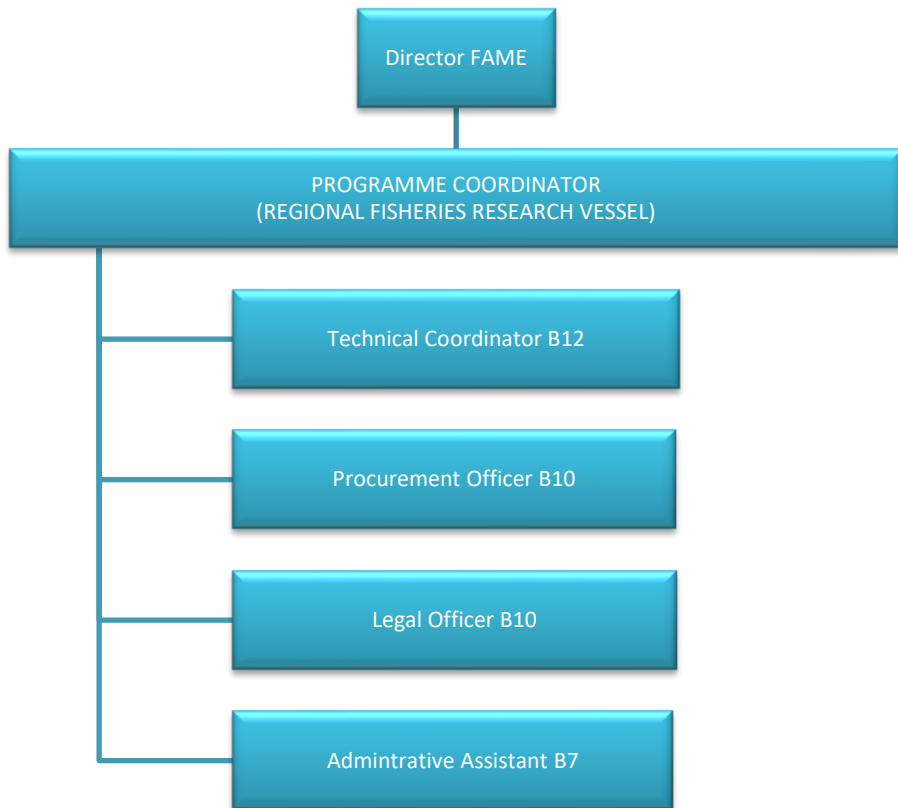 Director FAME
PROGRAMME COORDINATOR
(REGIONAL FISHERIES RESEARCH VESSEL)
Technical Coordinator B12
Procurement Officer B10
Legal Officer B10
Admintrative Assistant B7